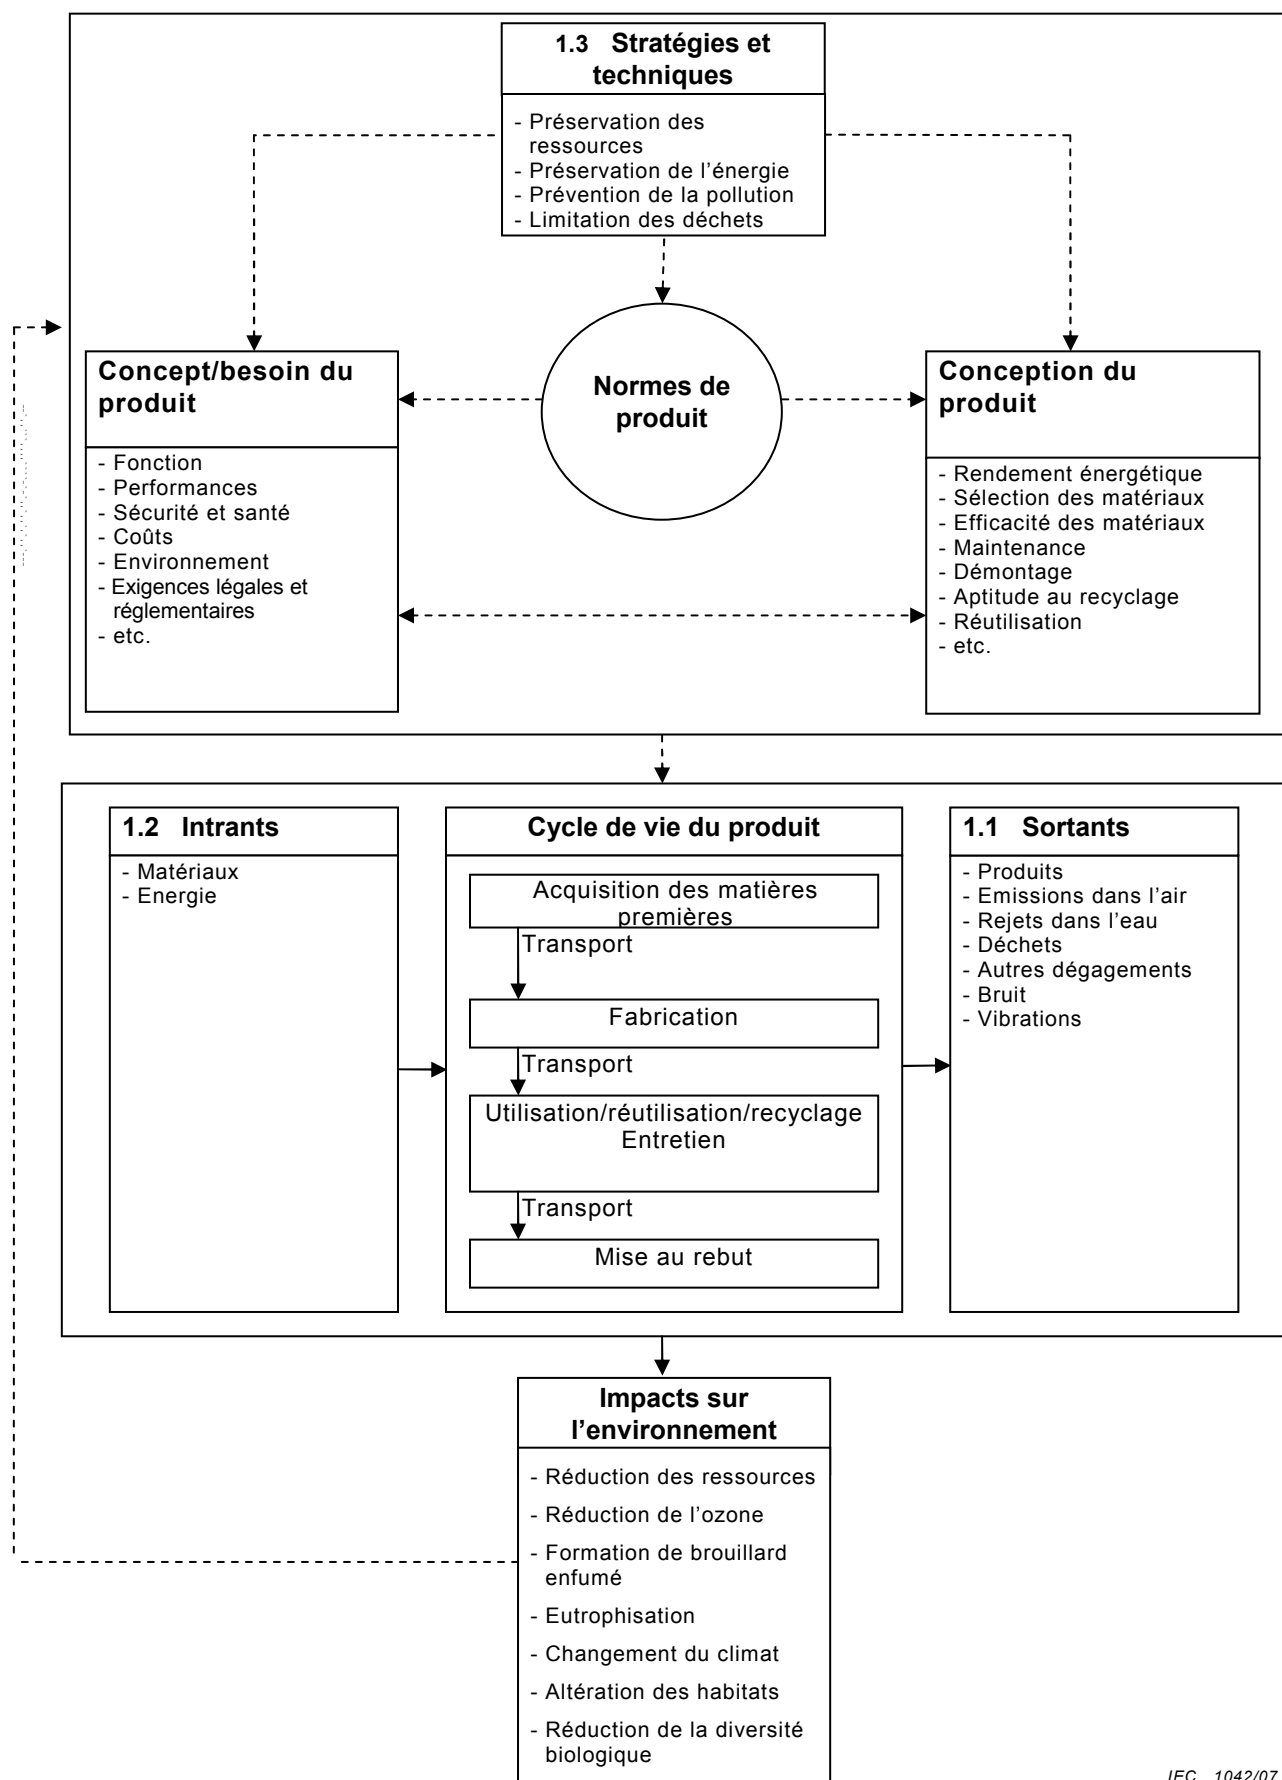 1.3 Stratégies et
techniques
- Préservation des
ressources
- Préservation de l'énergie
- Prévention de la pollution
- Limitation des déchets
Concept/besoin du
produit
- Fonction
- Performances
- Sécurité et santé
- Coûts
- Environnement
- Exigences légales et
réglementaires
- etc.
Normes de
produit
Conception du
produit
- Rendement énergétique
- Sélection des matériaux
- Efficacité des matériaux
- Maintenance
- Démontage
- Aptitude au recyclage
- Réutilisation
- etc.
1.2 Intrants
- Matériaux
- Energie
Cycle de vie du produit
Acquisition des matières
premières
Transport
Fabrication
Transport
Utilisation/réutilisation/recyclage
Entretien
Transport
Mise au rebut
1.1 Sortants
- Produits
- Emissions dans l'air
- Rejets dans l'eau
- Déchets
- Autres dégagements
- Bruit
- Vibrations
Impacts sur
l'environnement
- Réduction des ressources
- Réduction de l'ozone
- Formation de brouillard
enfumé
- Eutrophisation
- Changement du climat
- Altération des habitats
- Réduction de la diversité
biologique
IEC 1042/07